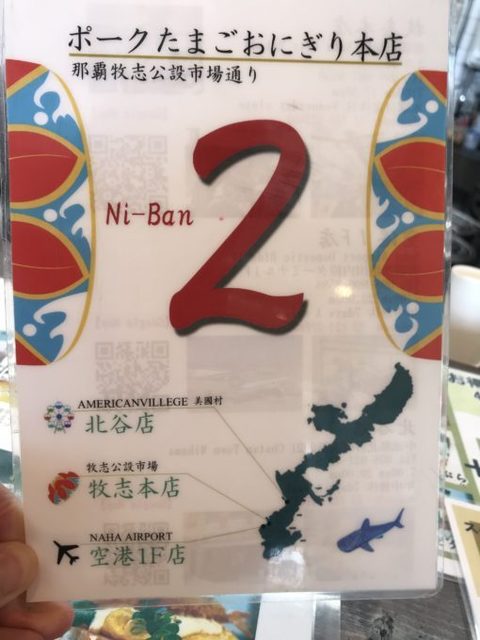 ポークたまごおにぎり本店
那覇牧志公設市場通り
Ni-Ban
2
AMERICANVILLEGE 美國村
北谷店
牧志公設市場
牧志本店
NAHA AIRPORT
空港1F店